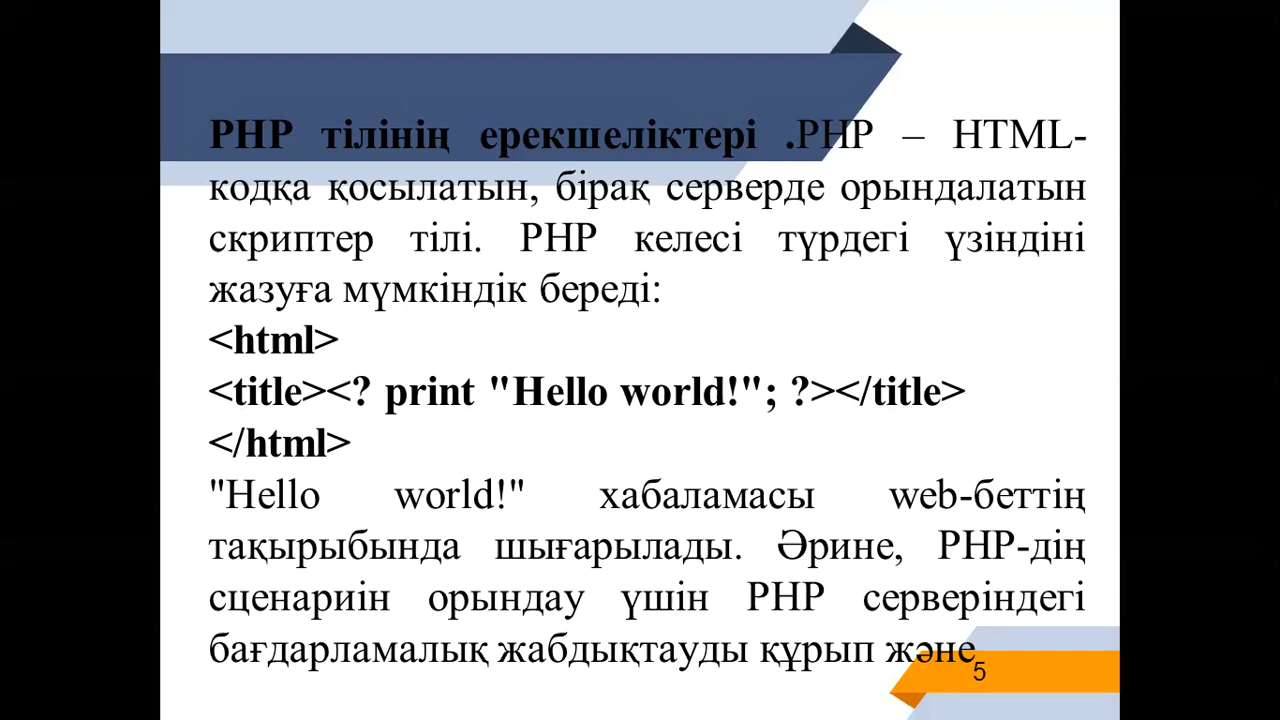 PHP тілінің ерекшеліктері .PHP – HTML-
кодқа қосылатын, бірақ серверде орындалатын
скриптер тілі. PHP келесі түрдегі үзіндіні
жазуға мүмкіндік береді:
<html>
<title><? print "Hello world!"; ?></title>
</html>
"Hello world!" хабаламасы web-беттің
тақырыбында шығарылады. Әрине, PHP-дің
сценариін орындау үшін PHP серверіндегі
бағдарламалық жабдықтауды құрып және
5